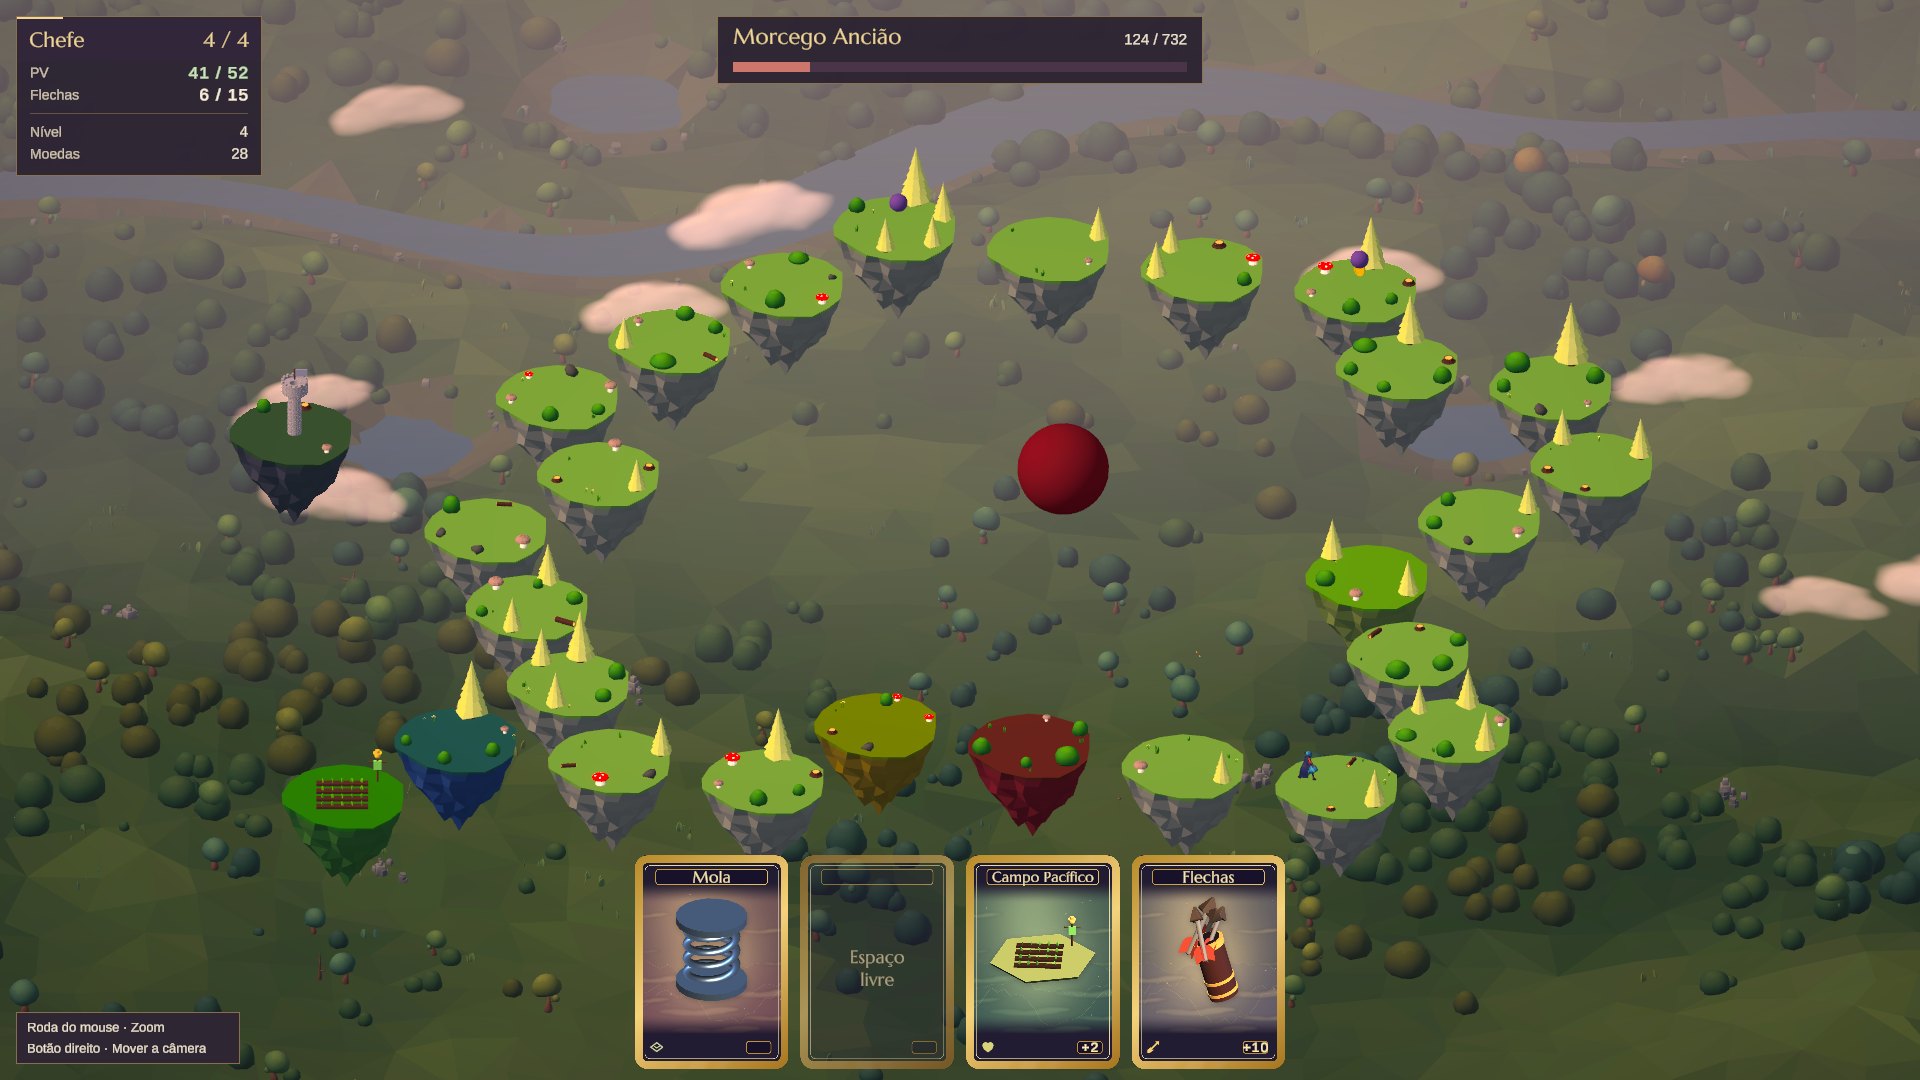 Chefe 4 / 4
PV 41 / 52
Flechas 6 / 15
Nível 4
Moedas 28
Morcego Ancião 124 / 732
Mola
Espaço
livre
Campo Pacífico
+2
Flechas
+10
Roda do mouse · Zoom
Botão direito · Mover a câmera